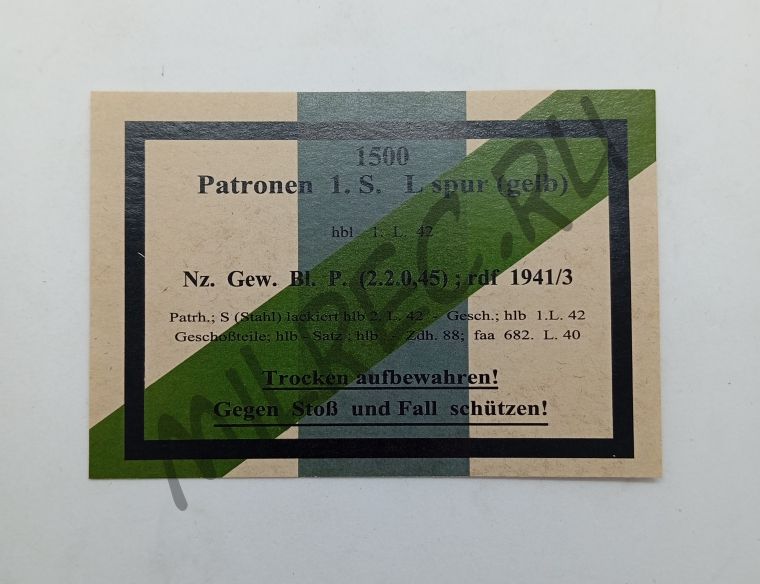 1500
Patronen 1. S. L spur (gelb)
hbl 1. L. 42
Nz. Gew. Bl. P. (2.2.0,45) ; rdf 1941/3
Patrh.; S (Stahl) lackiert hlb 2. L. 42 - Gesch.; hlb 1.L. 42
Geschoßteile; hlb - Satz ; hlb - Zdh. 88; faa 682. L. 40
Trocken aufbewahren!
Gegen Stoß und Fall schützen!
MILREC.RU